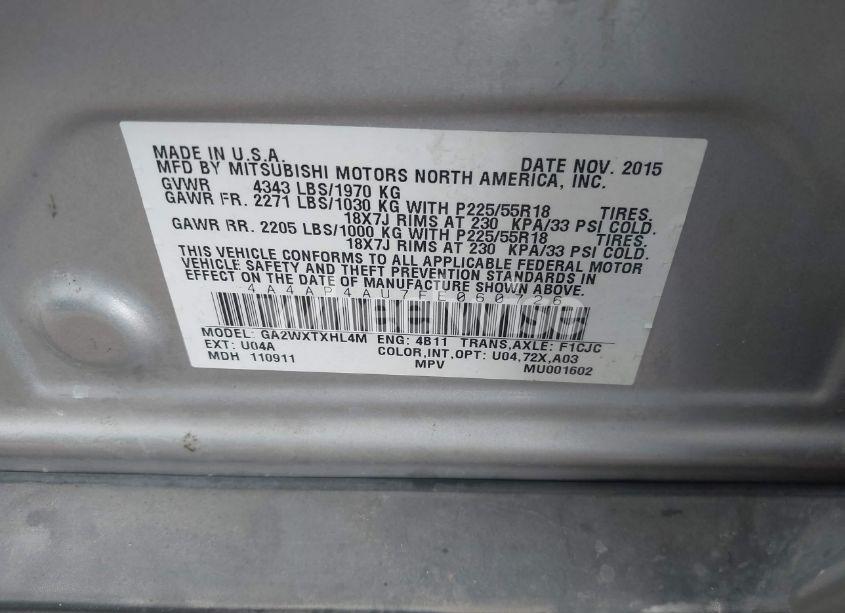 MADE IN U.S.A. DATE NOV. 2015
MFD BY MITSUBISHI MOTORS NORTH AMERICA, INC.
GVWR 4343 LBS/1970 KG
GAWR FR. 2271 LBS/1030 KG WITH P225/55R18 TIRES.
18X7J RIMS AT 230 KPA/33 PSI COLD.
GAWR RR. 2205 LBS/1000 KG WITH P225/55R18 TIRES.
18X7J RIMS AT 230 KPA/33 PSI COLD.
THIS VEHICLE CONFORMS TO ALL APPLICABLE FEDERAL MOTOR
VEHICLE SAFETY AND THEFT PREVENTION STANDARDS IN
EFFECT ON THE DATE OF MANUFACTURE SHOWN ABOVE.
4A4AP4AU7FE060726
MODEL: GA2WXTXHL4M ENG: 4B11 TRANS,AXLE: F1CJC
EXT: U04A COLOR,INT,OPT: U04,72X,A03
MDH 110911 MPV MU001602